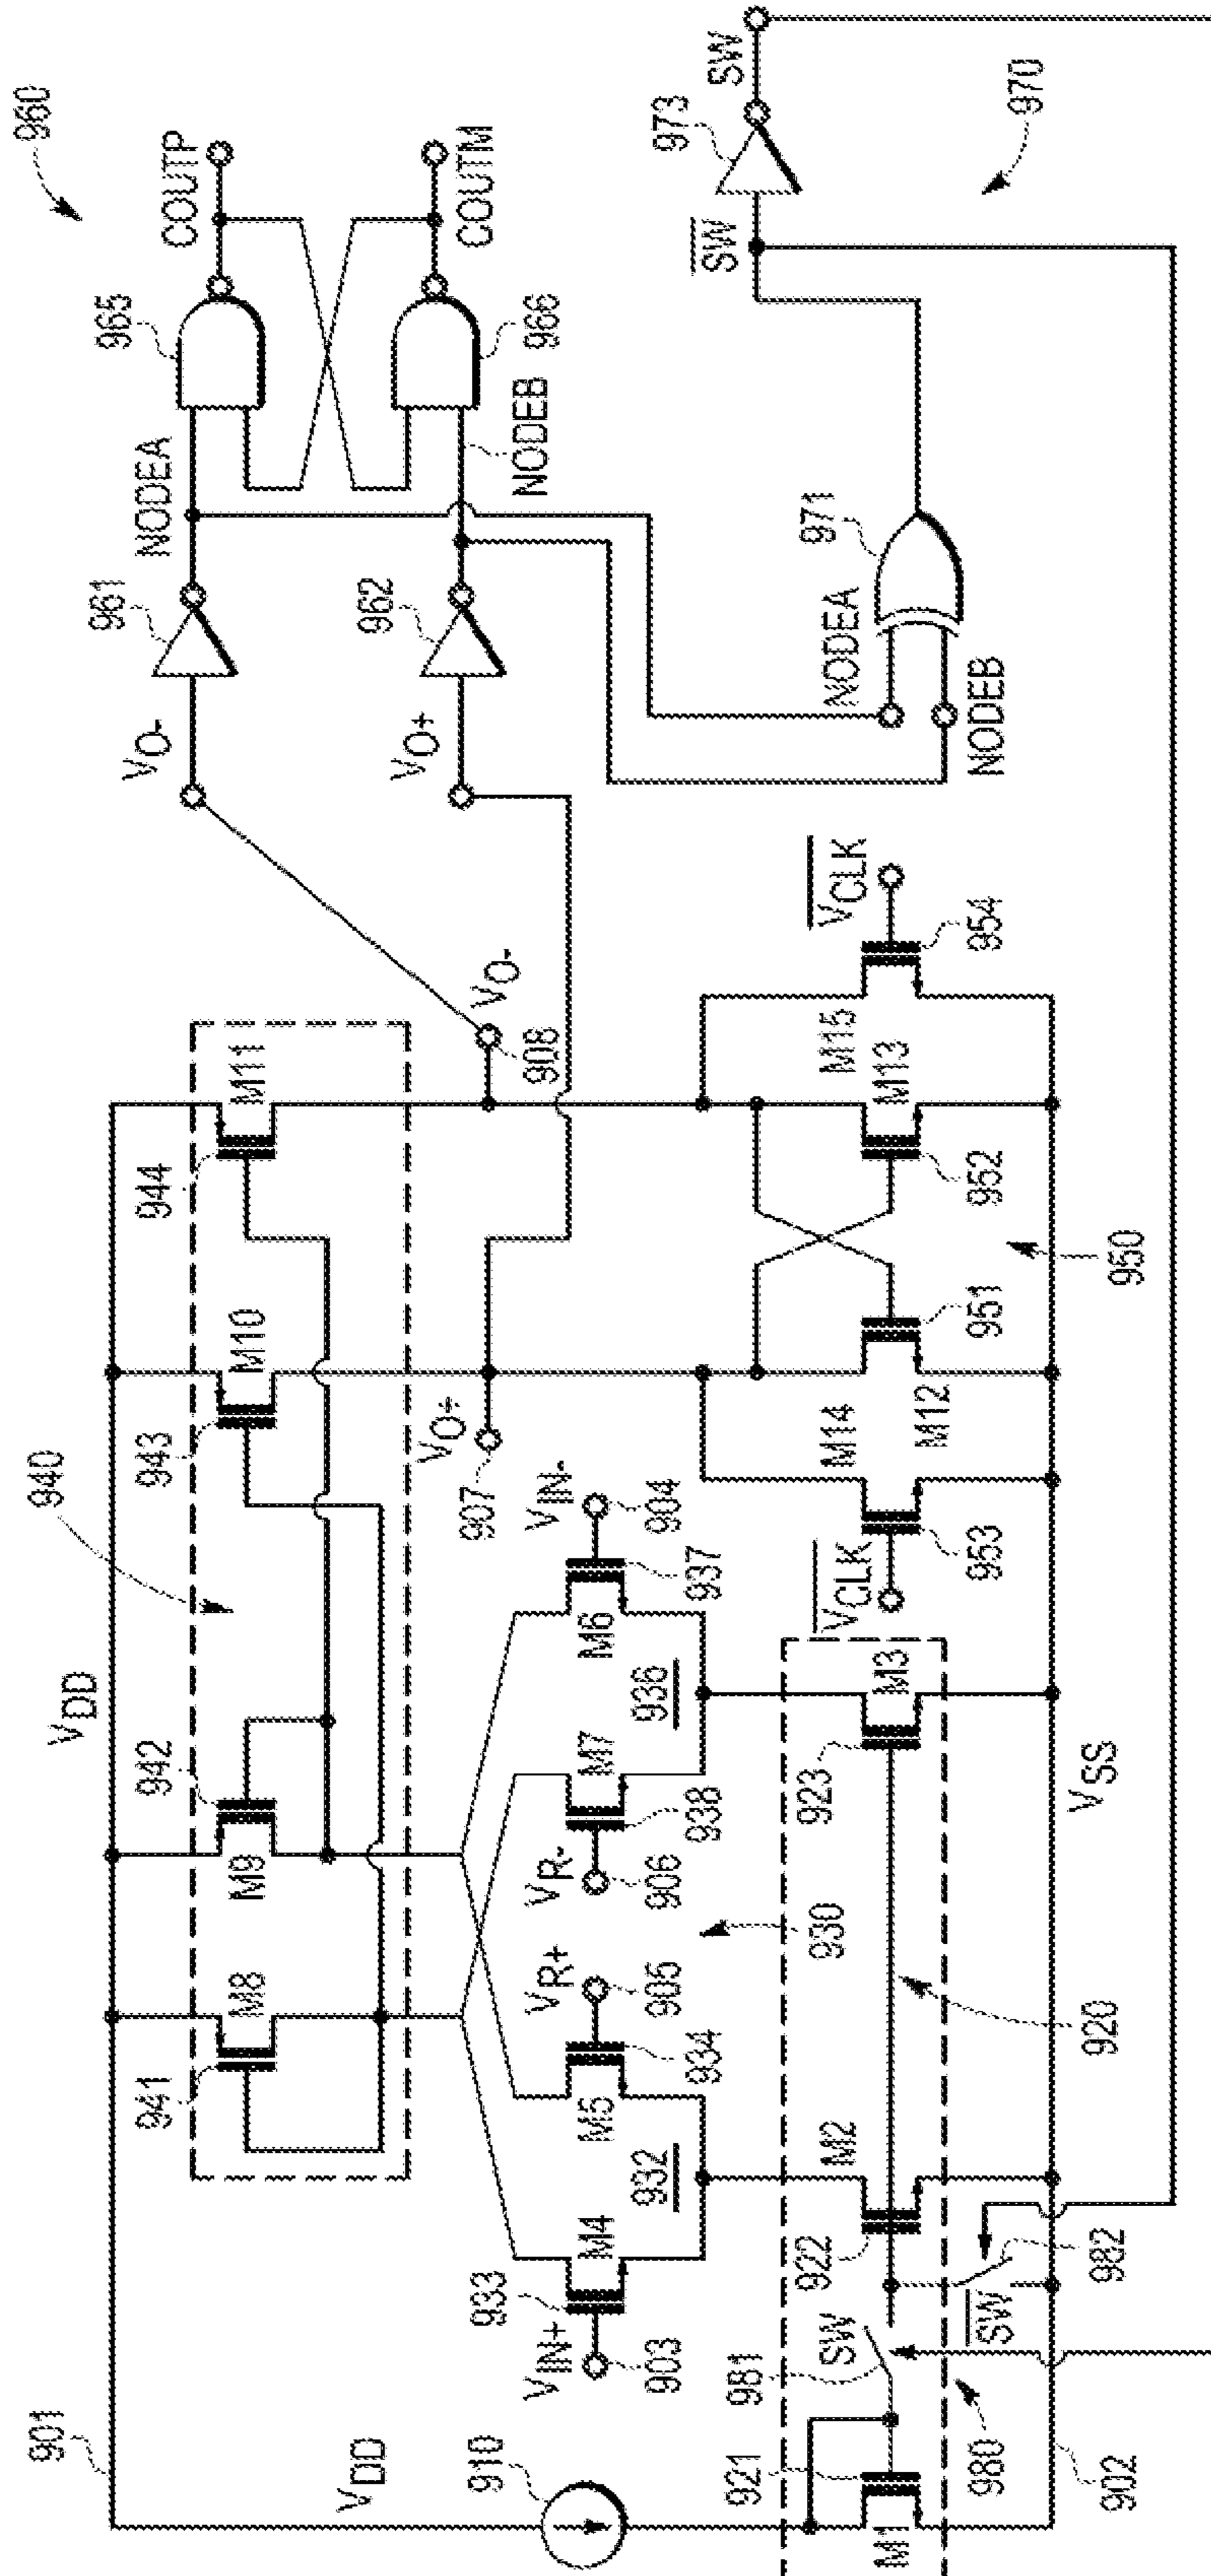 960
COUTP
COUTM
965
966
NODEA
NODEB
961
962
VO-
VO+
SW
973
SW
970
971
NODEA
NODEB
VDD
940
944
M11
943
M10
942
M9
941
M8
VO-
908
VO+
907
VIN-
904
937
M6
936
M7
938
VR-
906
930
VR+
905
934
M5
932
M4
933
VIN+
903
VCLK
954
M15
M13
952
950
951
M12
M14
953
VCLK
M3
923
VSS
920
M2
922
982
SW
SW
981
980
902
921
M1
910
VDD
901